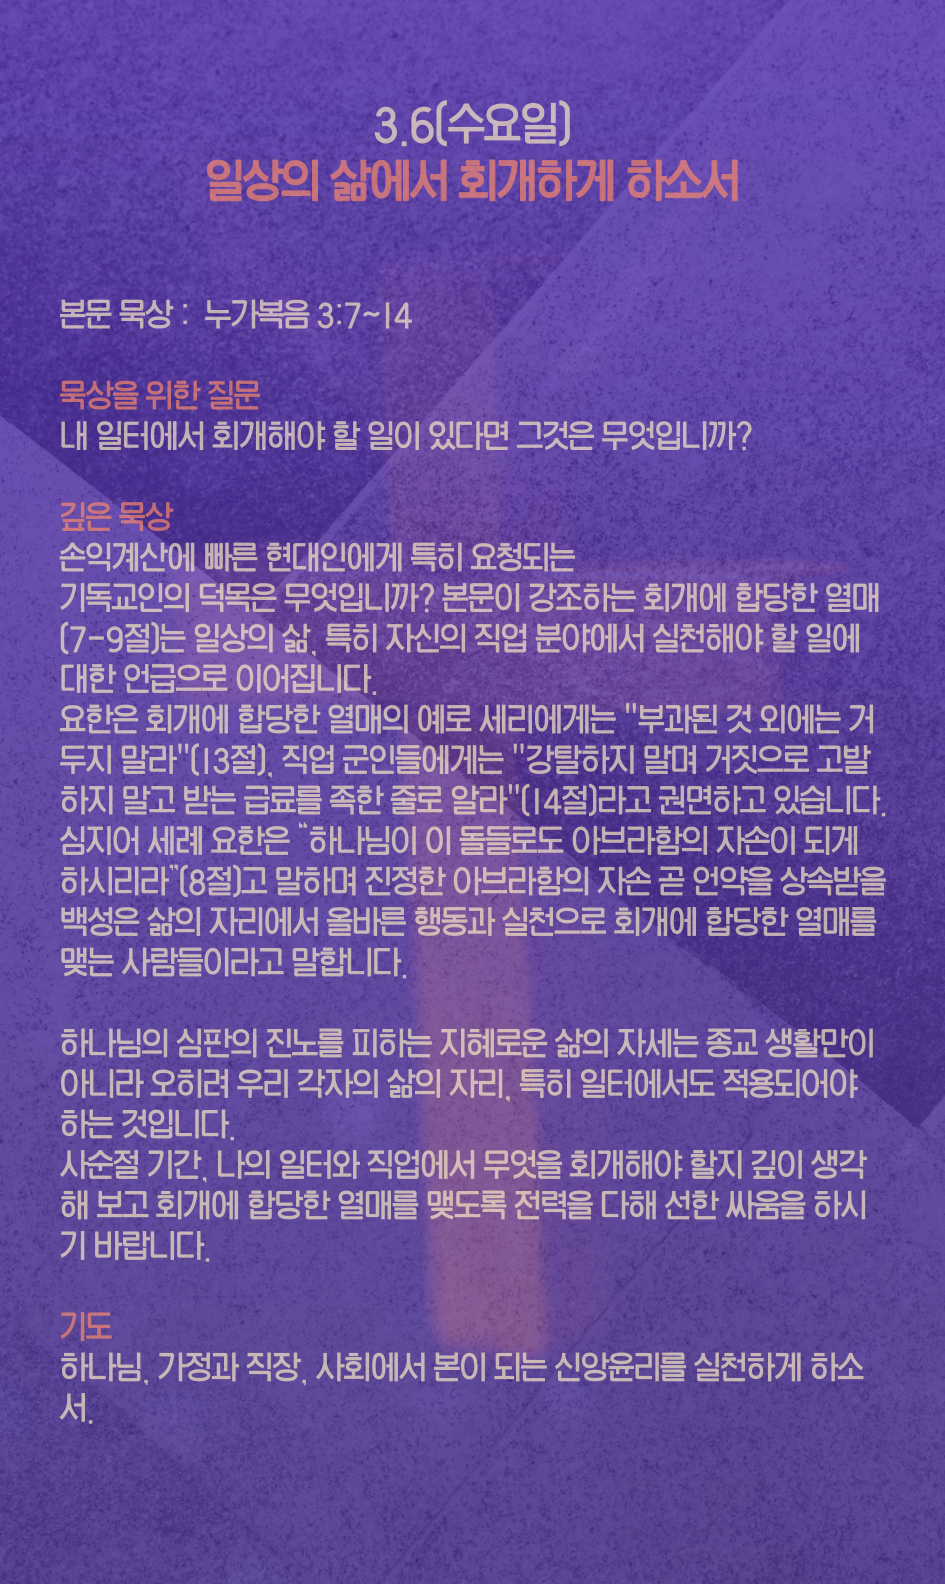 3.6(수요일)
일상의 삶에서 회개하게 하소서
본문 묵상 : 누가복음 3:7~14
묵상을 위한 질문
내 일터에서 회개해야 할 일이 있다면 그것은 무엇입니까?
깊은 묵상
손익계산에 빠른 현대인에게 특히 요청되는
기독교인의 덕목은 무엇입니까? 본문이 강조하는 회개에 합당한 열매
(7-9절)는 일상의 삶, 특히 자신의 직업 분야에서 실천해야 할 일에
대한 언급으로 이어집니다.
요한은 회개에 합당한 열매의 예로 세리에게는 "부과된 것 외에는 거
두지 말라"(13절), 직업 군인들에게는 "강탈하지 말며 거짓으로 고발
하지 말고 받는 급료를 족한 줄로 알라"(14절)라고 권면하고 있습니다.
심지어 세례 요한은 “하나님이 이 돌들로도 아브라함의 자손이 되게
하시리라”(8절)고 말하며 진정한 아브라함의 자손 곧 언약을 상속받을
백성은 삶의 자리에서 올바른 행동과 실천으로 회개에 합당한 열매를
맺는 사람들이라고 말합니다.
하나님의 심판의 진노를 피하는 지혜로운 삶의 자세는 종교 생활만이
아니라 오히려 우리 각자의 삶의 자리, 특히 일터에서도 적용되어야
하는 것입니다.
사순절 기간, 나의 일터와 직업에서 무엇을 회개해야 할지 깊이 생각
해 보고 회개에 합당한 열매를 맺도록 전력을 다해 선한 싸움을 하시
기 바랍니다.
기도
하나님, 가정과 직장, 사회에서 본이 되는 신앙윤리를 실천하게 하소
서.